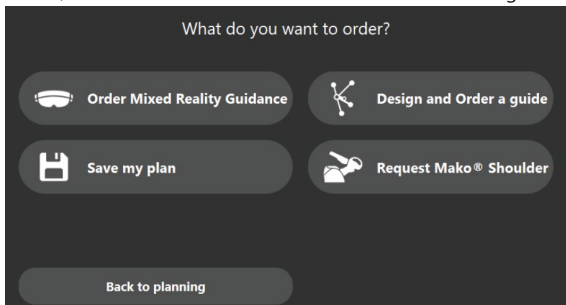 What do you want to order?
Order Mixed Reality Guidance
Design and Order a guide
Save my plan
Request Mako® Shoulder
Back to planning